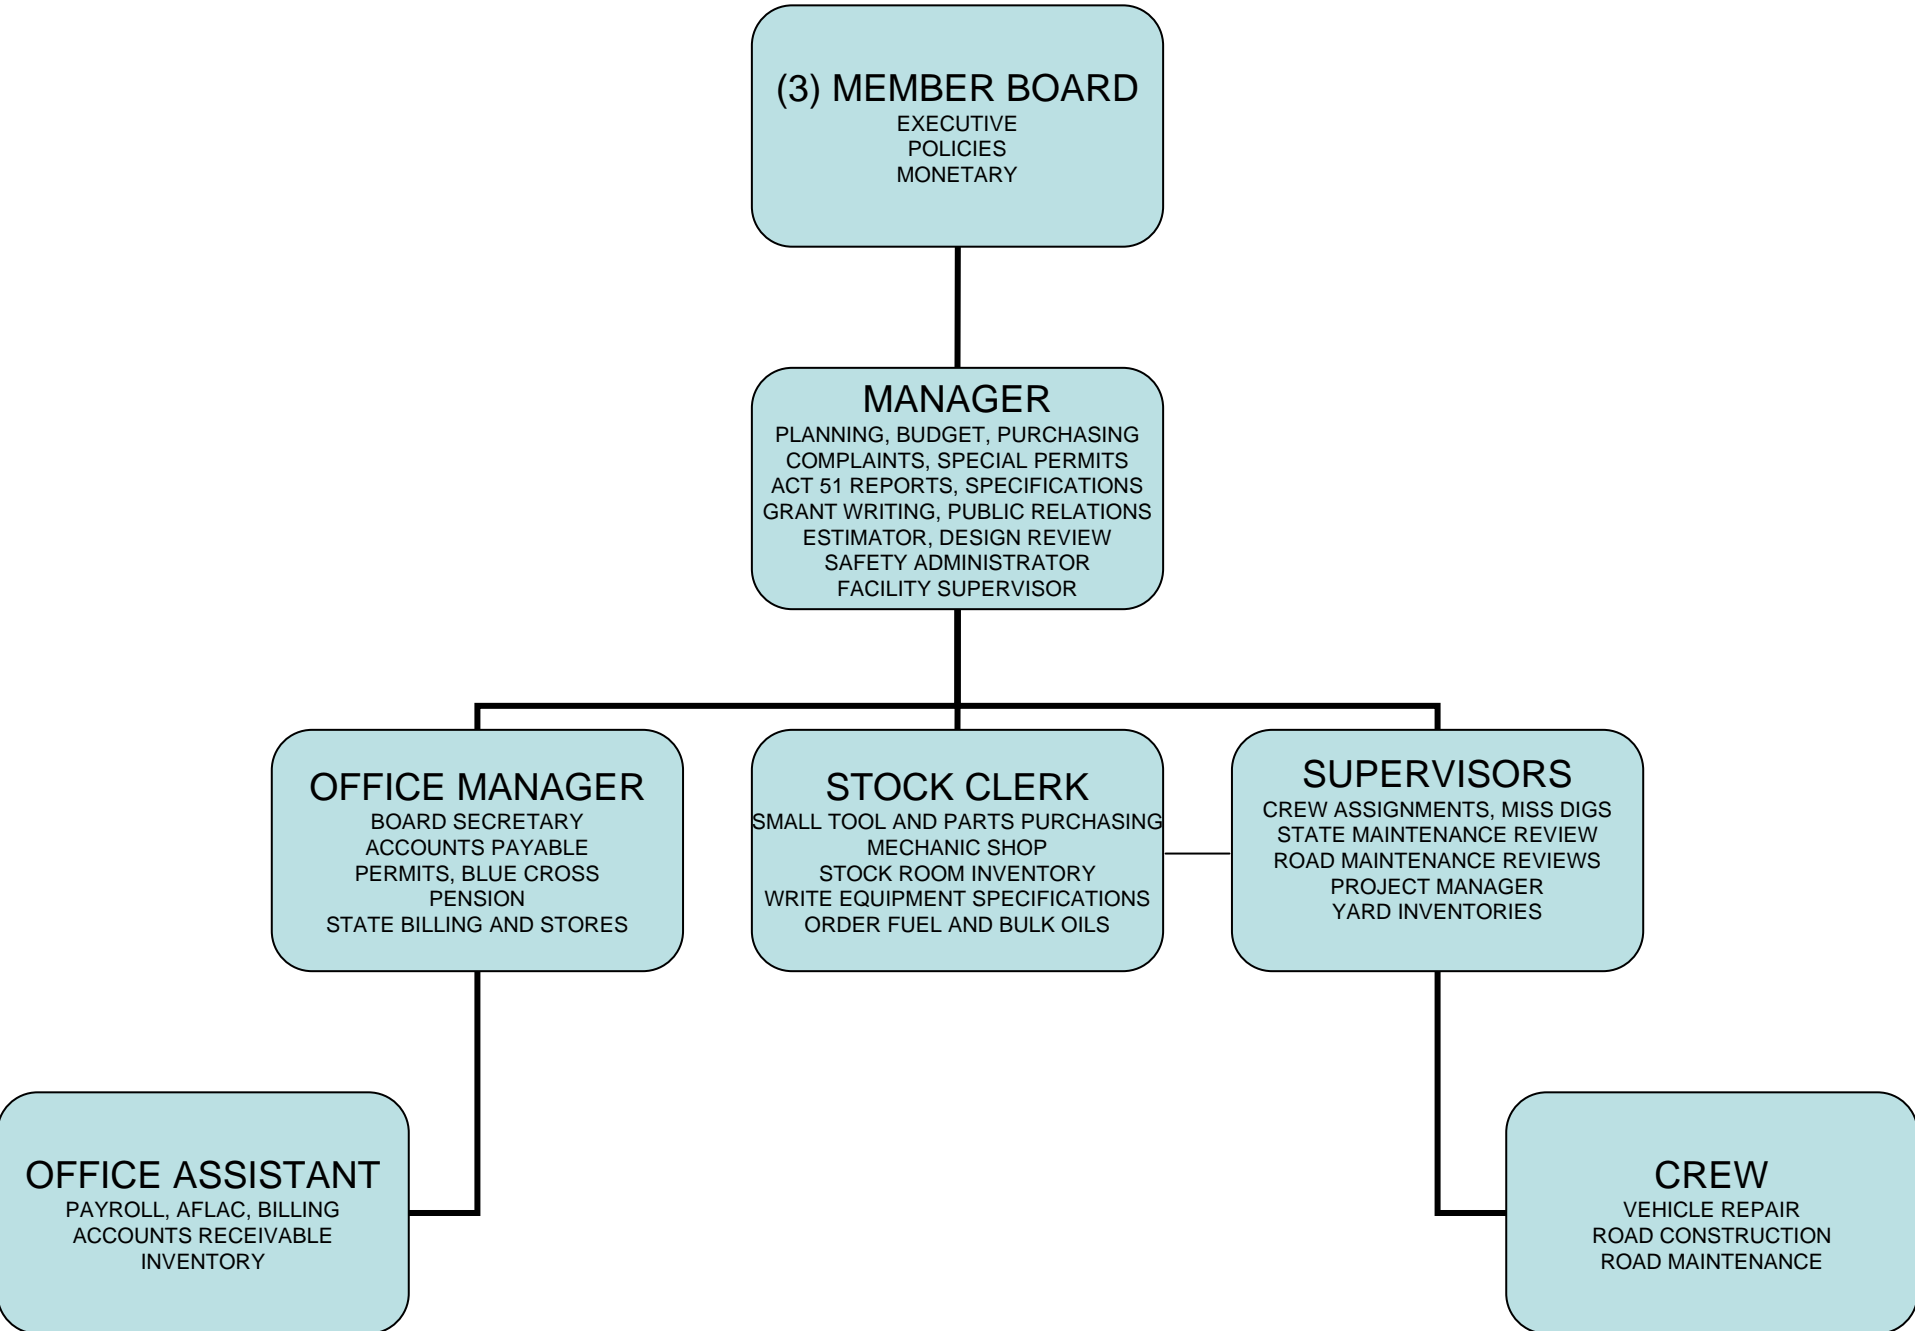 (3) MEMBER BOARD
EXECUTIVE
POLICIES
MONETARY
MANAGER
PLANNING, BUDGET, PURCHASING
COMPLAINTS, SPECIAL PERMITS
ACT 51 REPORTS, SPECIFICATIONS
GRANT WRITING, PUBLIC RELATIONS
ESTIMATOR, DESIGN REVIEW
SAFETY ADMINISTRATOR
FACILITY SUPERVISOR
OFFICE MANAGER
BOARD SECRETARY
ACCOUNTS PAYABLE
PERMITS, BLUE CROSS
PENSION
STATE BILLING AND STORES
STOCK CLERK
SMALL TOOL AND PARTS PURCHASING
MECHANIC SHOP
STOCK ROOM INVENTORY
WRITE EQUIPMENT SPECIFICATIONS
ORDER FUEL AND BULK OILS
SUPERVISORS
CREW ASSIGNMENTS, MISS DIGS
STATE MAINTENANCE REVIEW
ROAD MAINTENANCE REVIEWS
PROJECT MANAGER
YARD INVENTORIES
OFFICE ASSISTANT
PAYROLL, AFLAC, BILLING
ACCOUNTS RECEIVABLE
INVENTORY
CREW
VEHICLE REPAIR
ROAD CONSTRUCTION
ROAD MAINTENANCE